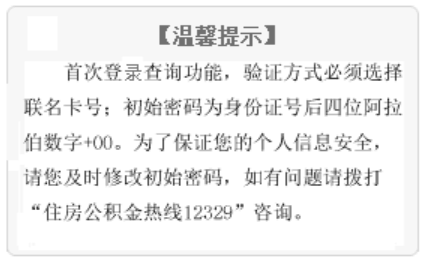 【温馨提示】
首次登录查询功能，验证方式必须选择
联名卡号；初始密码为身份证号后四位阿拉
伯数字+00。为了保证您的个人信息安全，
请您及时修改初始密码，如有问题请拨打
“住房公积金热线12329”咨询。